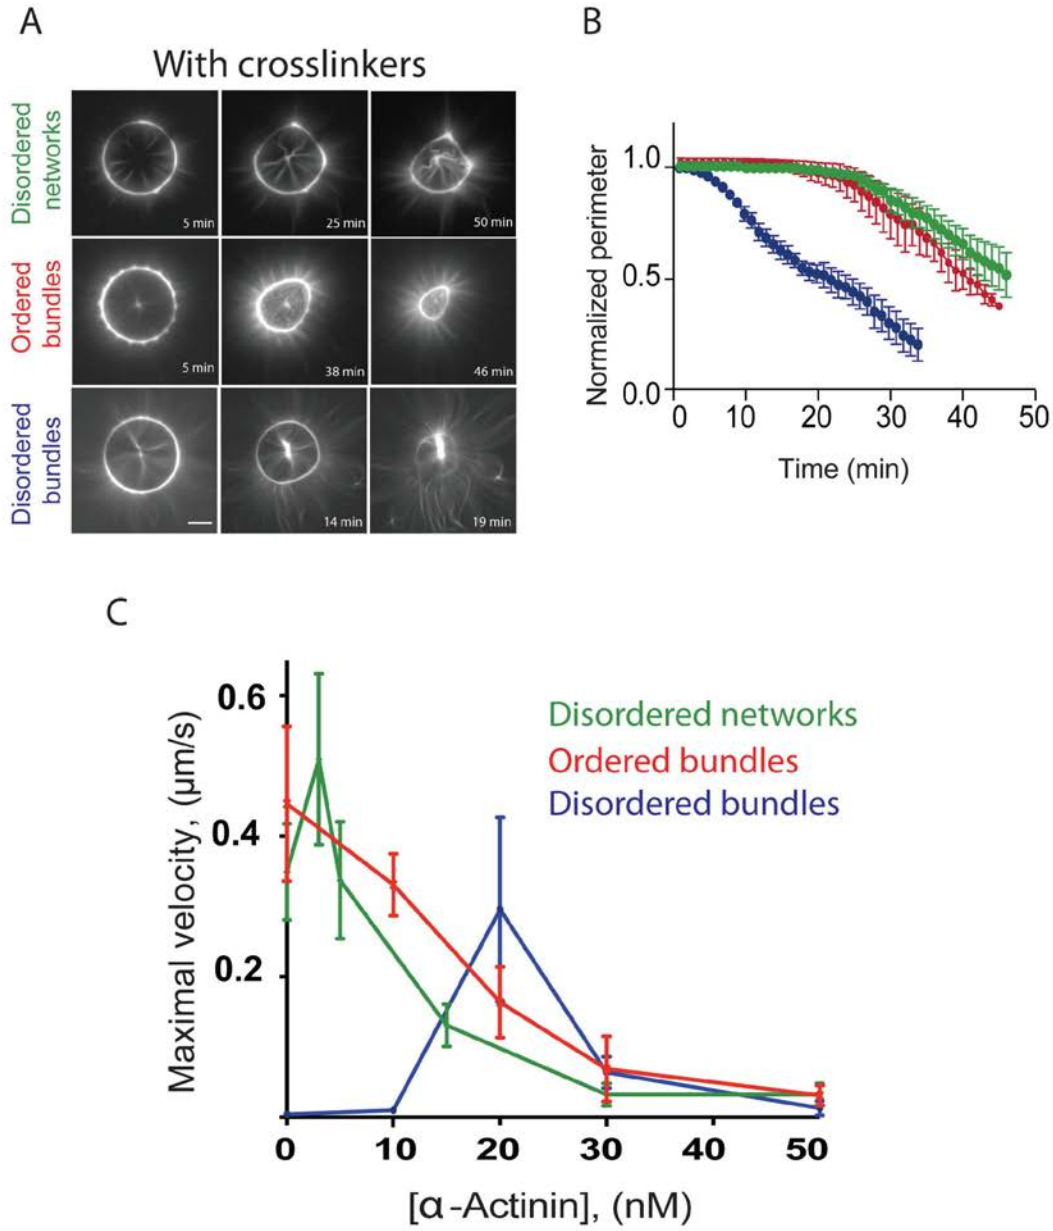 A
With crosslinkers
Disordered
networks
5 min
25 min
50 min
Ordered
bundles
5 min
38 min
46 min
Disordered
bundles
14 min
19 min
B
Normalized perimeter
1.0
0.5
0.0
0 10 20 30 40 50
Time (min)
C
Maximal velocity, (µm/s)
0.6
0.4
0.2
Disordered networks
Ordered bundles
Disordered bundles
0 10 20 30 40 50
[α-Actinin], (nM)